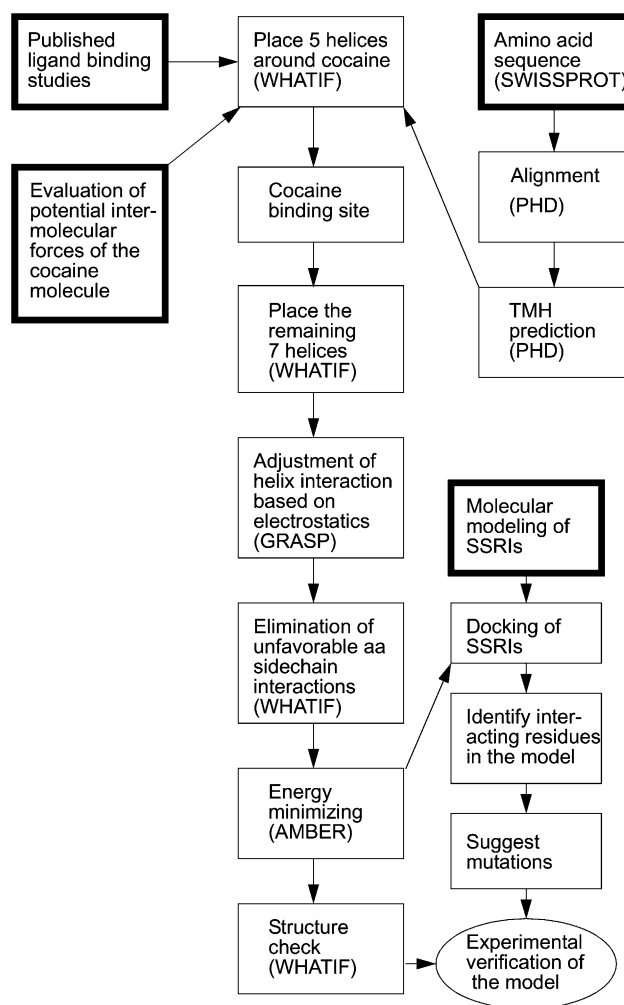 Published
ligand binding
studies
Place 5 helices
around cocaine
(WHATIF)
Amino acid
sequence
(SWISSPROT)
Evaluation of
potential inter-
molecular
forces of the
cocaine
molecule
Cocaine
binding site
Alignment
(PHD)
Place the
remaining
7 helices
(WHATIF)
TMH
prediction
(PHD)
Adjustment of
helix interaction
based on
electrostatics
(GRASP)
Molecular
modeling of
SSRIs
Elimination of
unfavorable aa
sidechain
interactions
(WHATIF)
Docking of
SSRIs
Identify inter-
acting residues
in the model
Energy
minimizing
(AMBER)
Suggest
mutations
Structure
check
(WHATIF)
Experimental
verification of
the model